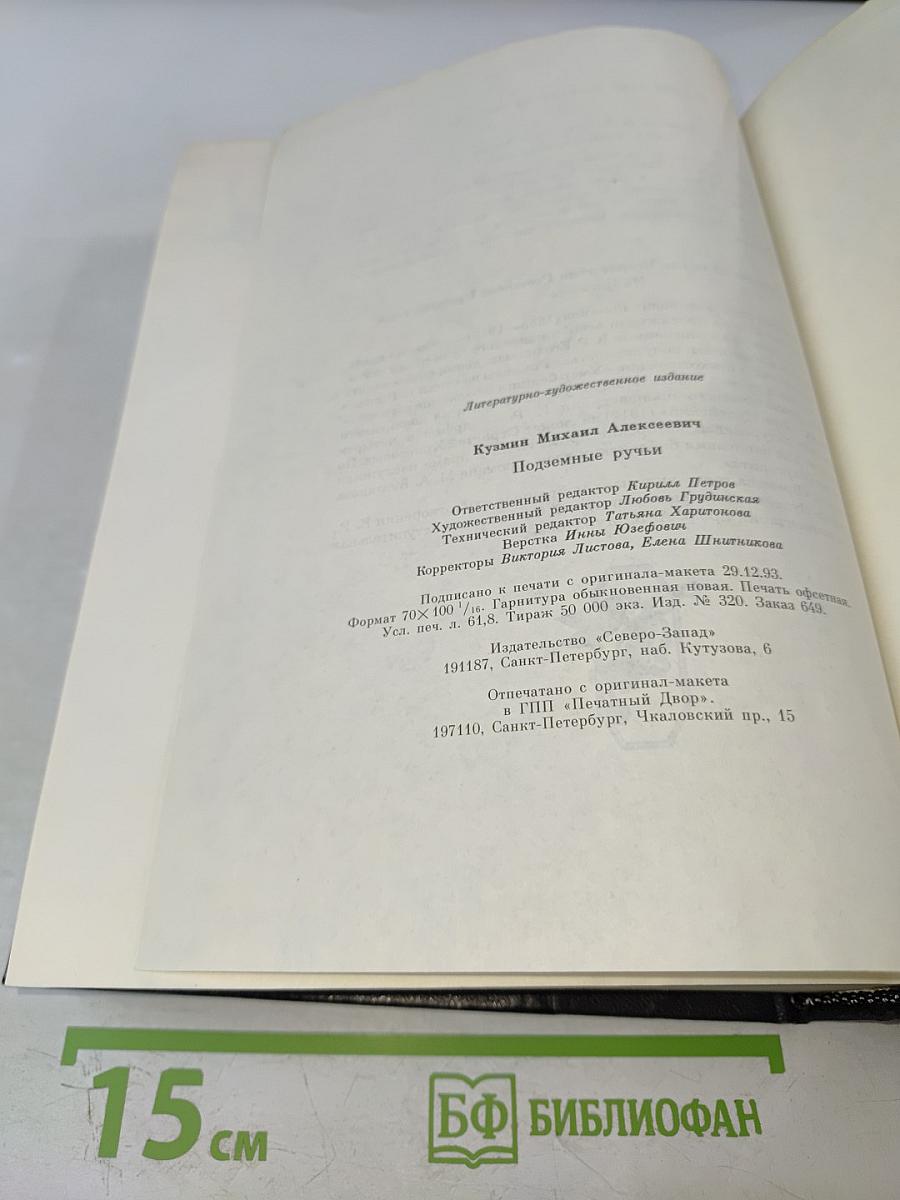 Литературно-художественное издание
Кузмин Михаил Алексеевич
Подземные ручьи
Ответственный редактор Кирилл Петров
Художественный редактор Любовь Грудинская
Технический редактор Татьяна Харитонова
Верстка Инны Юзефович
Корректоры Виктория Листова, Елена Шнитникова
Подписано к печати с оригинала-макета 29.12.93.
Формат 70×100 1/16. Гарнитура обыкновенная новая. Печать офсетная.
Усл. печ. л. 61,8. Тираж 50 000 экз. Изд. № 320. Заказ 649.
Издательство «Северо-Запад»
191187, Санкт-Петербург, наб. Кутузова, 6
Отпечатано с оригинал-макета
в ГПП «Печатный Двор».
197110, Санкт-Петербург, Чкаловский пр., 15
15 см
БФ БИБЛИОФАН